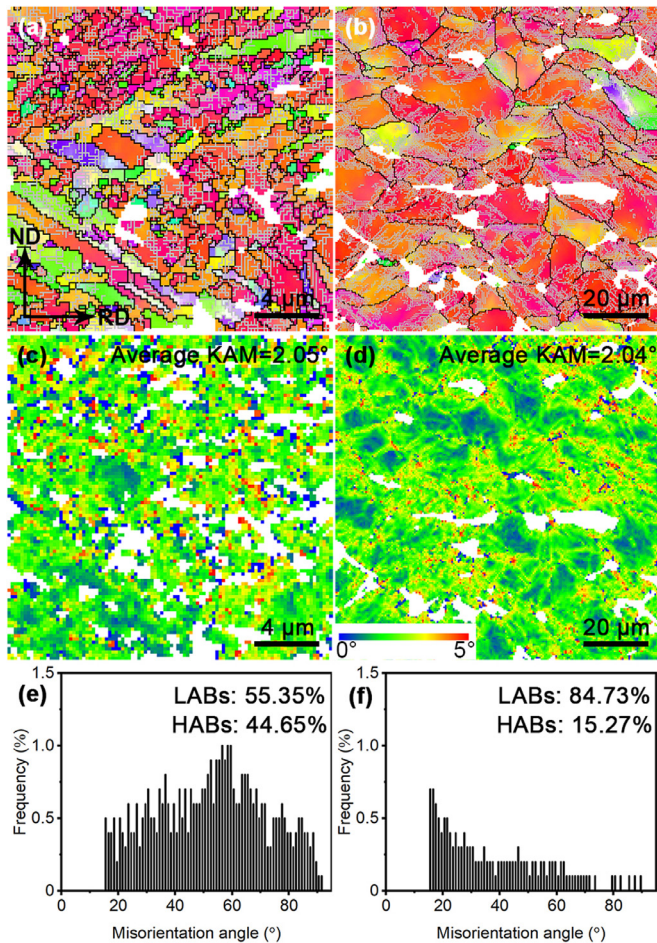 (a)
(b)
ND
RD
4 μm
20 μm
(c) Average KAM=2.05°
(d) Average KAM=2.04°
4 μm
0° 5°
20 μm
(e) LABs: 55.35%
HABs: 44.65%
(f) LABs: 84.73%
HABs: 15.27%
Frequency (%)
1.5
1.0
0.5
0.0
0 20 40 60 80
Misorientation angle (°)
Frequency (%)
1.5
1.0
0.5
0.0
0 20 40 60 80
Misorientation angle (°)